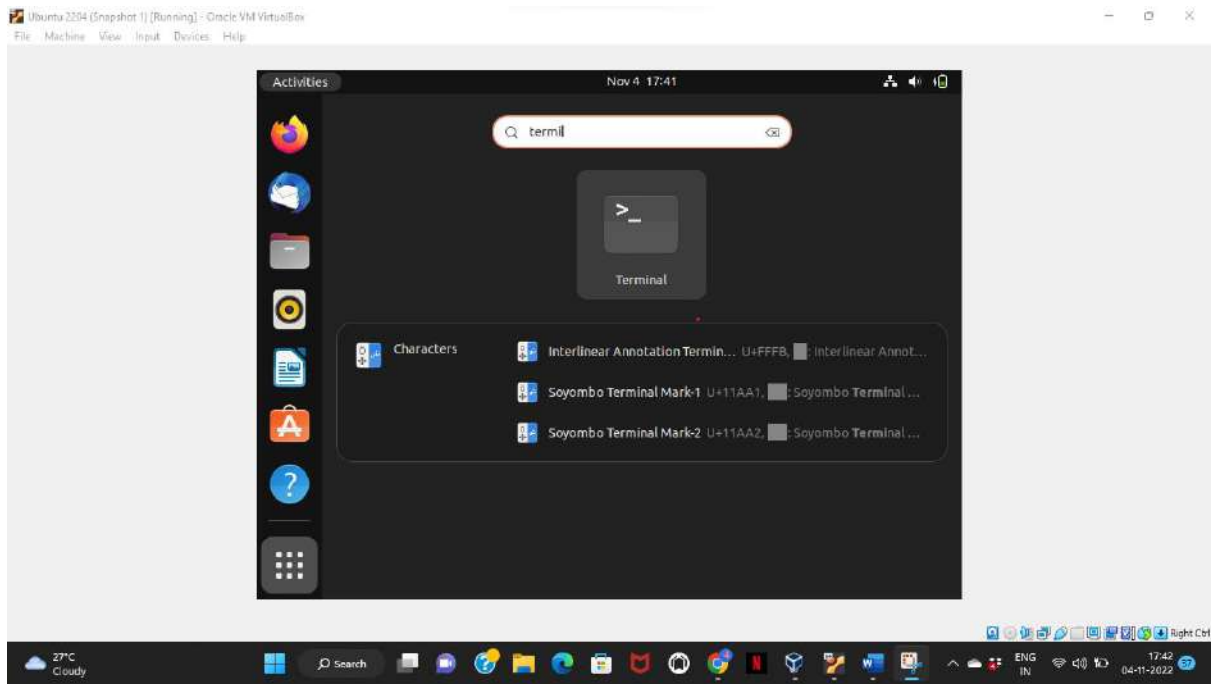 Ubuntu 2204 (Snapshot 1) [Running] - Oracle VM VirtualBox
File Machine View Input Devices Help
Activities
Nov 4 17:41
termil
>_
Terminal
Characters
Interlinear Annotation Termin... U+FFFB, : Interlinear Annot...
Soyombo Terminal Mark-1 U+11AA1, : Soyombo Terminal ...
Soyombo Terminal Mark-2 U+11AA2, : Soyombo Terminal ...
Right Ctrl
27°C
Cloudy
Search
ENG
IN
17:42
04-11-2022
37